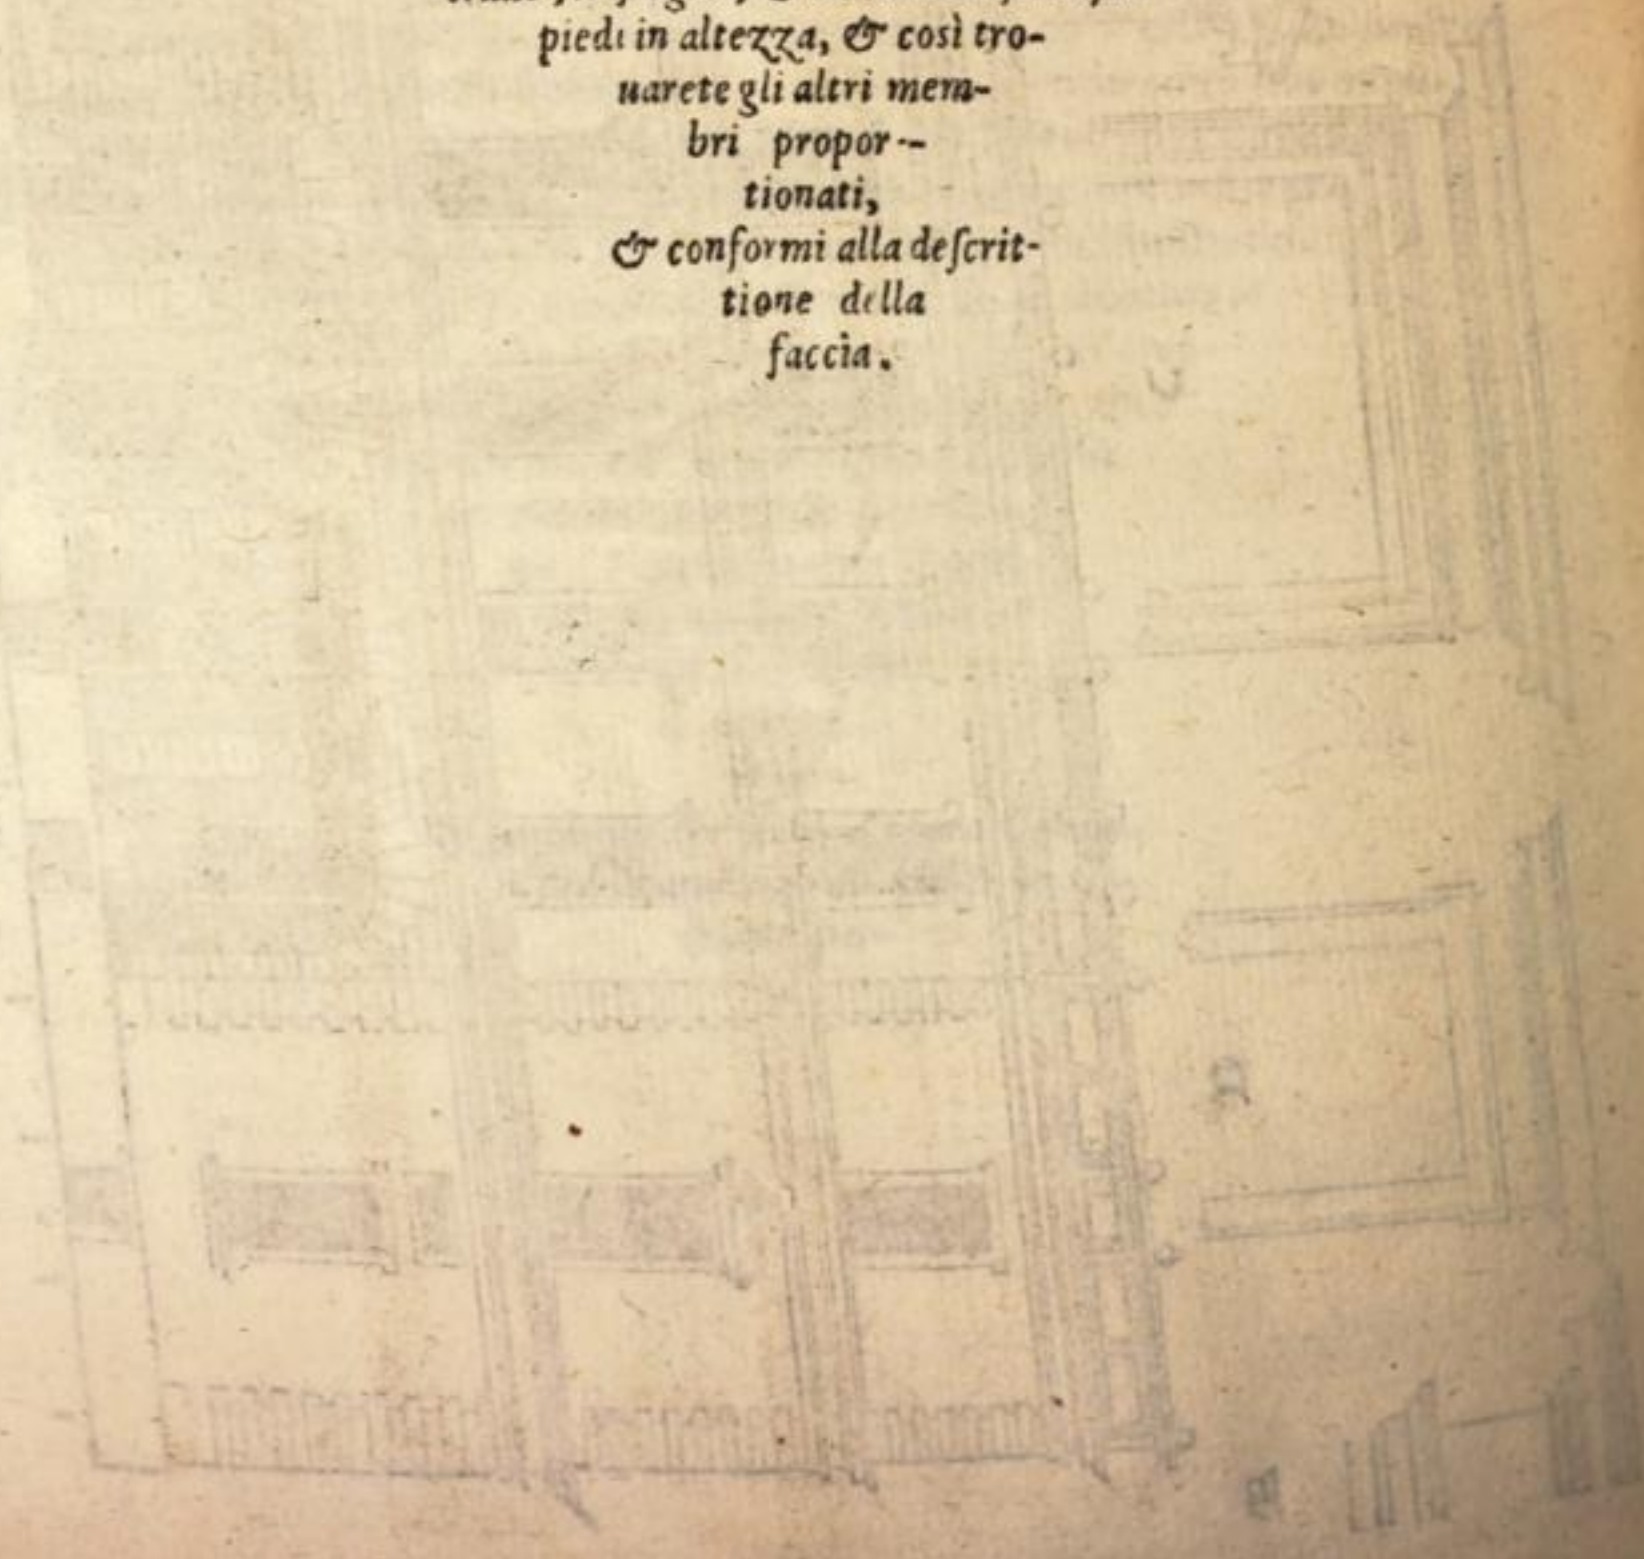 piedi in altezza, & così tro-
uarete gli altri mem-
bri propor--
tionati,
& conformi alla deſcrit-
tione della
faccia.